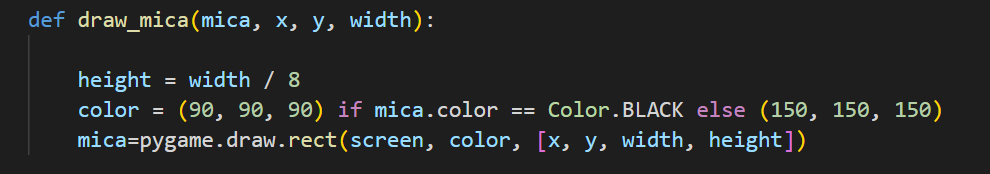 def draw_mica(mica, x, y, width):
height = width / 8
color = (90, 90, 90) if mica.color == Color.BLACK else (150, 150, 150)
mica=pygame.draw.rect(screen, color, [x, y, width, height])